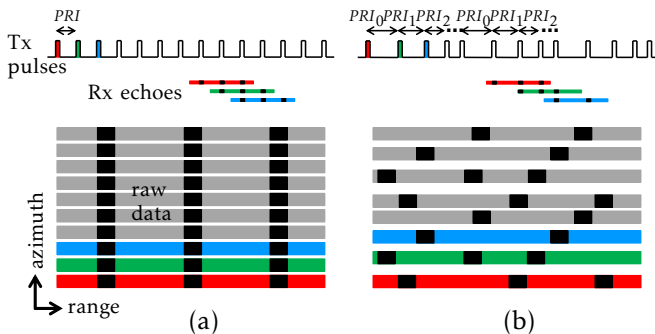 PRI
PRI0 PRI1 PRI2 PRI0 PRI1 PRI2
Tx
pulses
Rx echoes
raw
data
azimuth
range
(a)
(b)